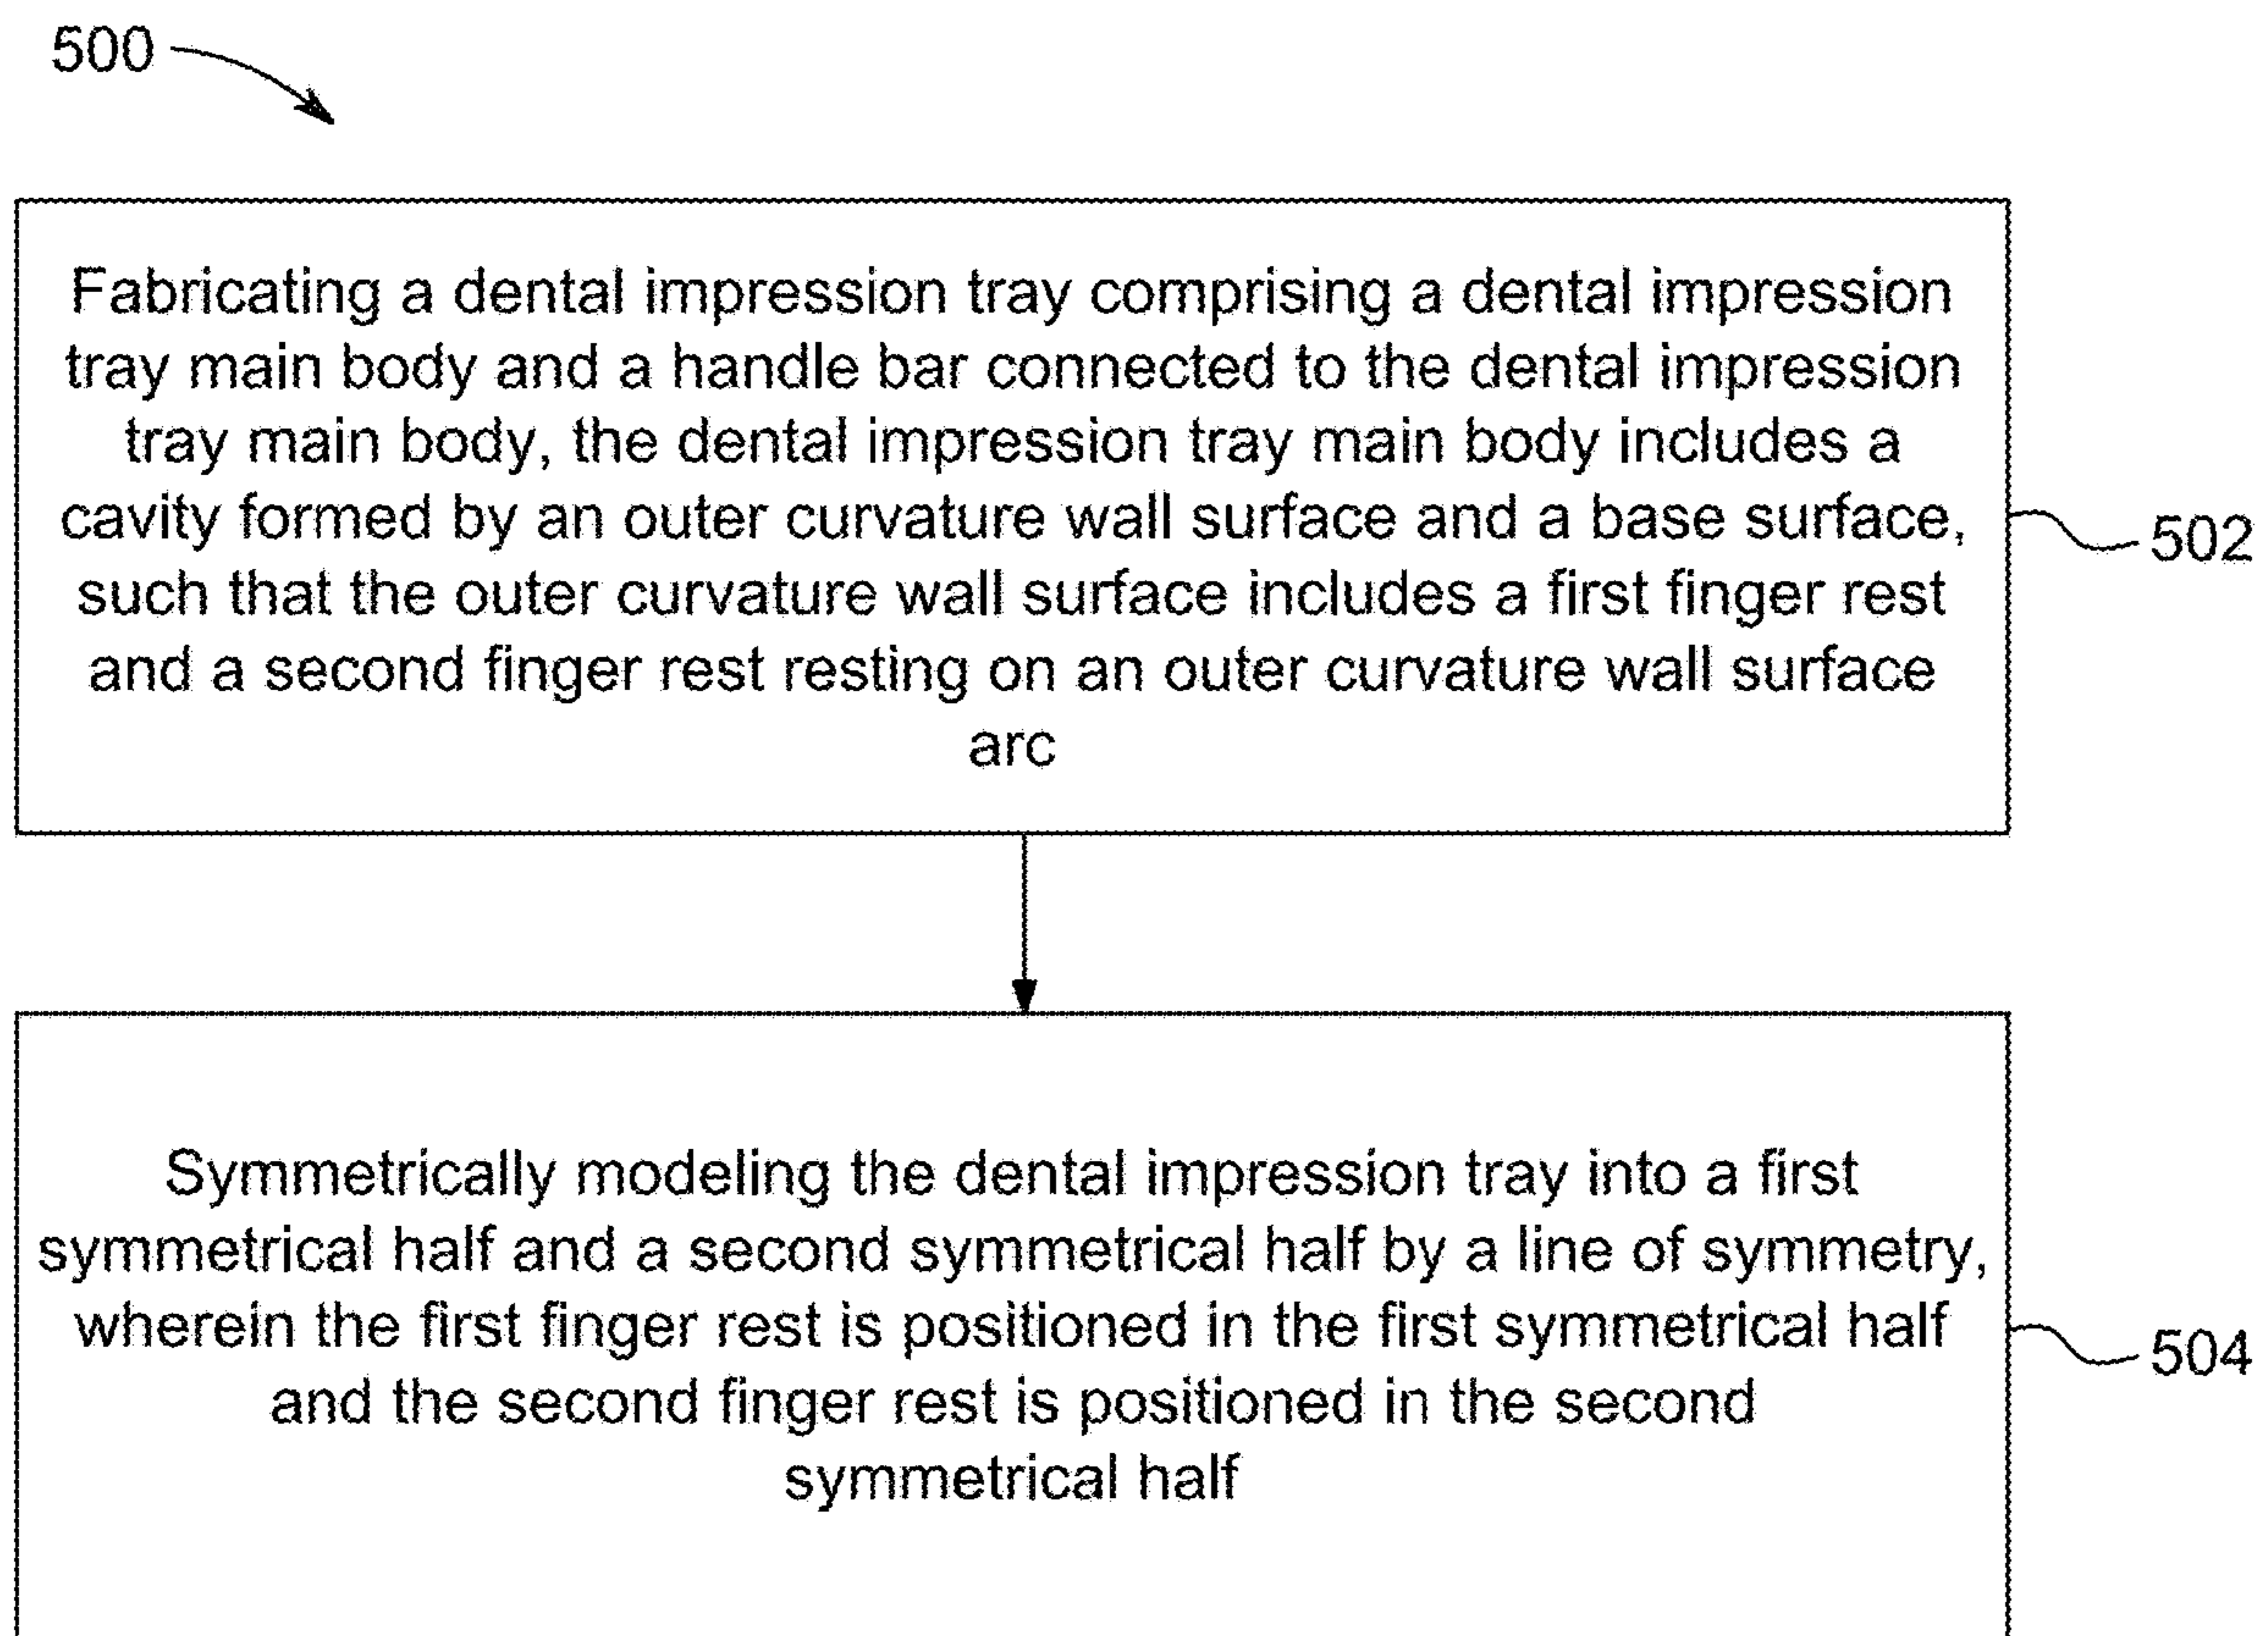 500
Fabricating a dental impression tray comprising a dental impression
tray main body and a handle bar connected to the dental impression
tray main body, the dental impression tray main body includes a
cavity formed by an outer curvature wall surface and a base surface,
such that the outer curvature wall surface includes a first finger rest
and a second finger rest resting on an outer curvature wall surface
arc
502
Symmetrically modeling the dental impression tray into a first
symmetrical half and a second symmetrical half by a line of symmetry,
wherein the first finger rest is positioned in the first symmetrical half
and the second finger rest is positioned in the second
symmetrical half
504